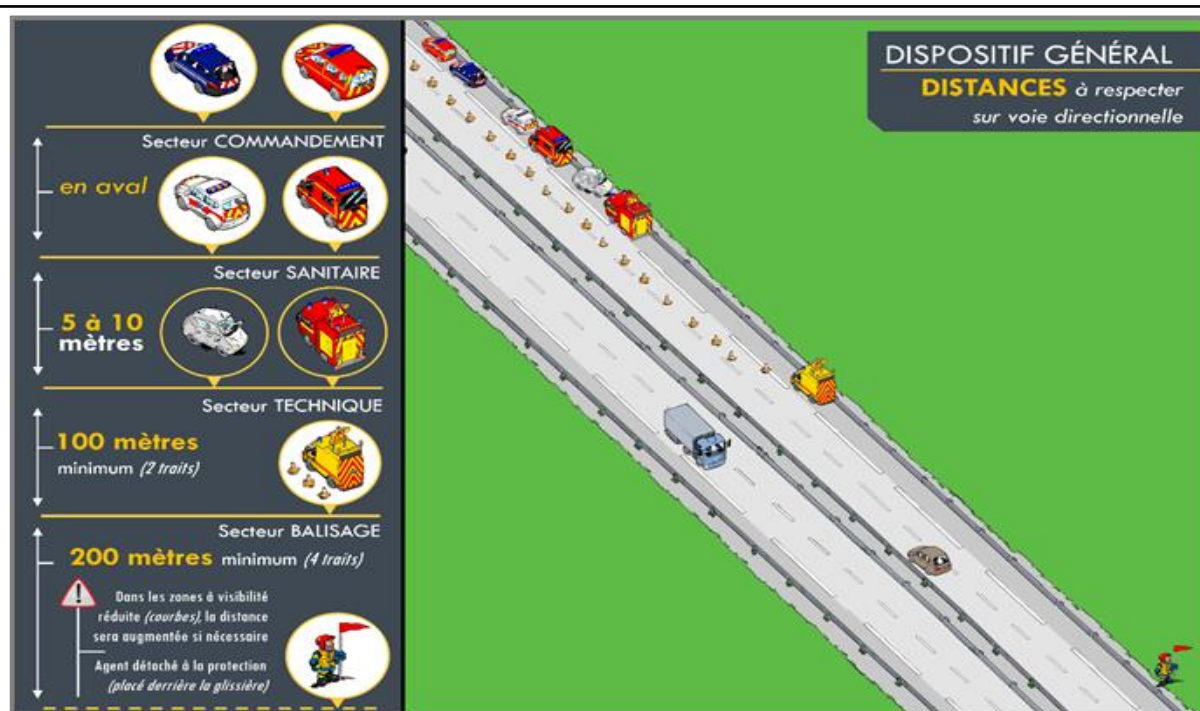 DISPOSITIF GÉNÉRAL
DISTANCES à respecter
sur voie directionnelle
Secteur COMMANDEMENT
en aval
Secteur SANITAIRE
5 à 10
mètres
Secteur TECHNIQUE
100 mètres
minimum (2 traits)
Secteur BALISAGE
200 mètres minimum (4 traits)
Dans les zones à visibilité
réduite (courbes), la distance
sera augmentée si nécessaire
Agent détaché à la protection
(placé derrière la glissière)